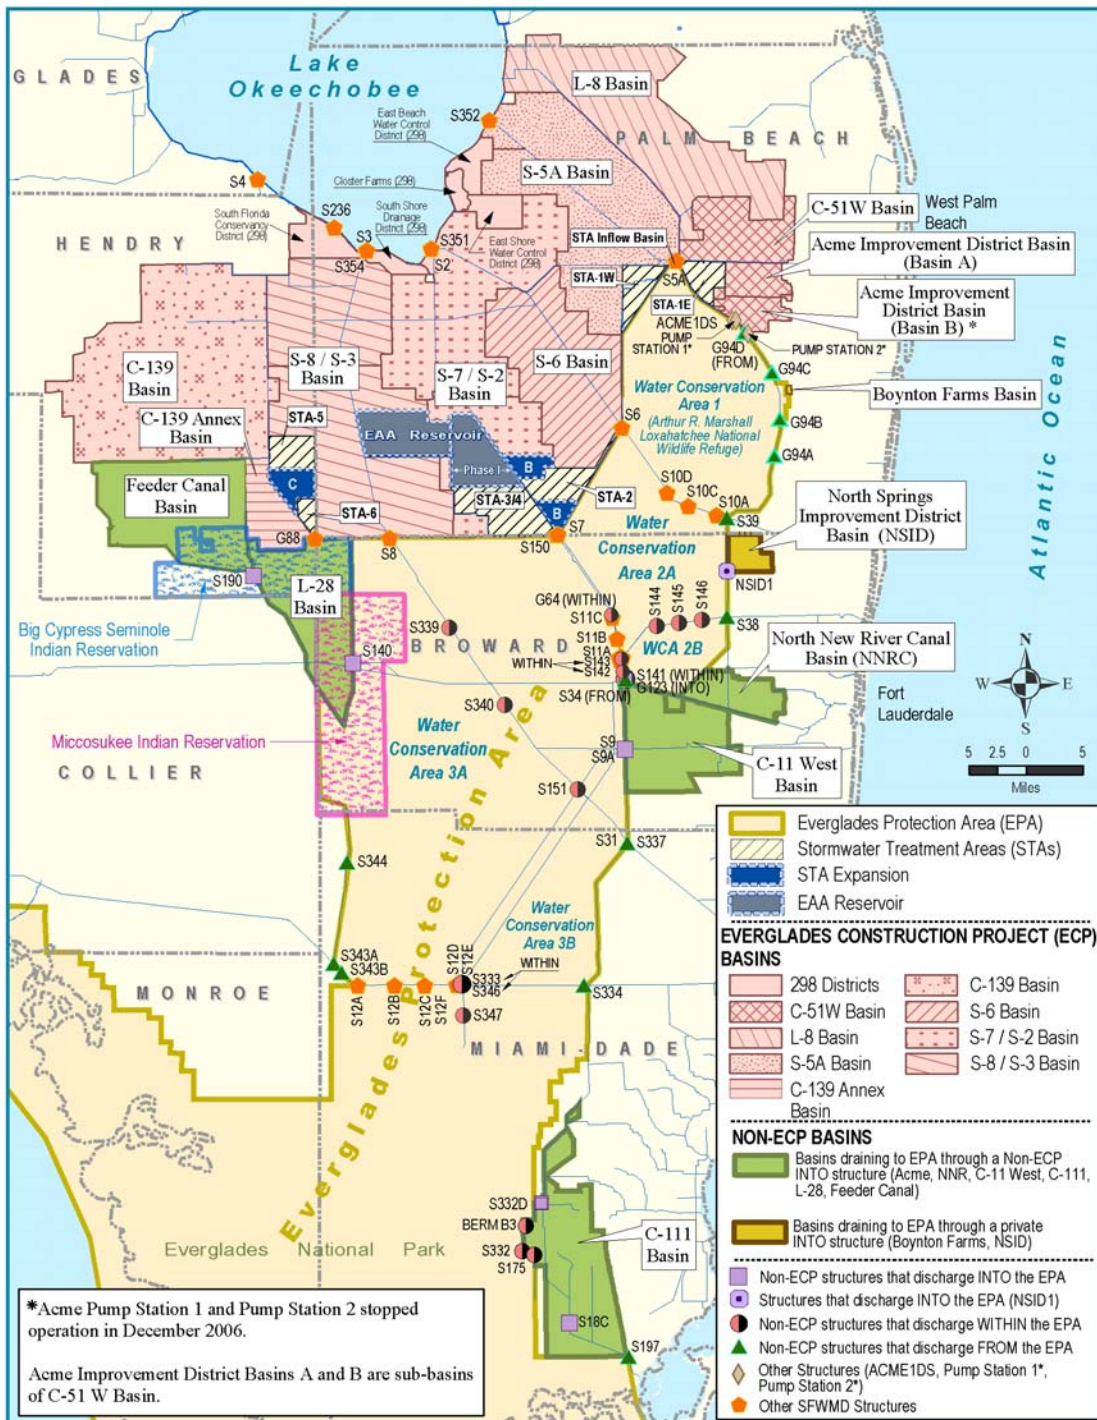 Lake
Okeechobee
GLADES
L-8 Basin
PALM BEACH
East Beach
Water Control
District (298)
S352
S-5A Basin
Closter Farms (298)
S4
C-51W Basin
West Palm
Beach
South Florida
Conservancy
District (298)
S236
South Shore
Drainage
District (298)
S3
S354
S351
S2
East Shore
Water Control
District (298)
HENDRY
STA Inflow Basin
S5A
STA-1W
STA-1E
Acme Improvement District Basin
(Basin A)
Acme Improvement
District Basin
(Basin B) *
ACME1DS
PUMP
STATION 1*
G94D
(FROM)
PUMP STATION 2*
C-139
Basin
S-8 / S-3
Basin
S-7 / S-2
Basin
S-6 Basin
G94C
Water Conservation
Area 1
(Arthur R. Marshall
Loxahatchee National
Wildlife Refuge)
Boynton Farms Basin
Atlantic Ocean
C-139 Annex
Basin
STA-5
EAA Reservoir
Phase I
S6
G94B
G94A
Feeder Canal
Basin
C
B
B
STA-3/4
STA-2
STA-6
S10D
S10C
S10A
S39
North Springs
Improvement District
Basin (NSID)
G88
S8
S150
S7
Water
Conservation
Area 2A
S190
L-28
Basin
NSID1
Big Cypress Seminole
Indian Reservation
G64 (WITHIN)
S11C
S11B
S11A
S144
S145
S146
S38
S339
BROWARD
WCA 2B
WITHIN
S143
S142
S141 (WITHIN)
G123 (INTO)
S34 (FROM)
North New River Canal
Basin (NNRC)
S140
S340
Fort
Lauderdale
N
W
E
S
Miccosukee Indian Reservation
Water
Conservation
Area 3A
S9
S9A
C-11 West
Basin
5 2.5 0 5
Miles
COLLIER
S151
S31
S337
S344
Everglades Protection Area
Water
Conservation
Area 3B
S343A
S343B
S12A
S12B
S12C
S12F
S12D
S12E
S333
S346
WITHIN
S334
S347
MONROE
MIAMI-DADE
S332D
BERM B3
S332
S175
C-111
Basin
Everglades National Park
S18C
S197
*Acme Pump Station 1 and Pump Station 2 stopped
operation in December 2006.
Acme Improvement District Basins A and B are sub-basins
of C-51 W Basin.
Everglades Protection Area (EPA)
Stormwater Treatment Areas (STAs)
STA Expansion
EAA Reservoir
EVERGLADES CONSTRUCTION PROJECT (ECP)
BASINS
298 Districts
C-51W Basin
L-8 Basin
S-5A Basin
C-139 Annex
Basin
C-139 Basin
S-6 Basin
S-7 / S-2 Basin
S-8 / S-3 Basin
NON-ECP BASINS
Basins draining to EPA through a Non-ECP
INTO structure (Acme, NNR, C-11 West, C-111,
L-28, Feeder Canal)
Basins draining to EPA through a private
INTO structure (Boynton Farms, NSID)
Non-ECP structures that discharge INTO the EPA
Structures that discharge INTO the EPA (NSID1)
Non-ECP structures that discharge WITHIN the EPA
Non-ECP structures that discharge FROM the EPA
Other Structures (ACME1DS, Pump Station 1*,
Pump Station 2*)
Other SFWMD Structures